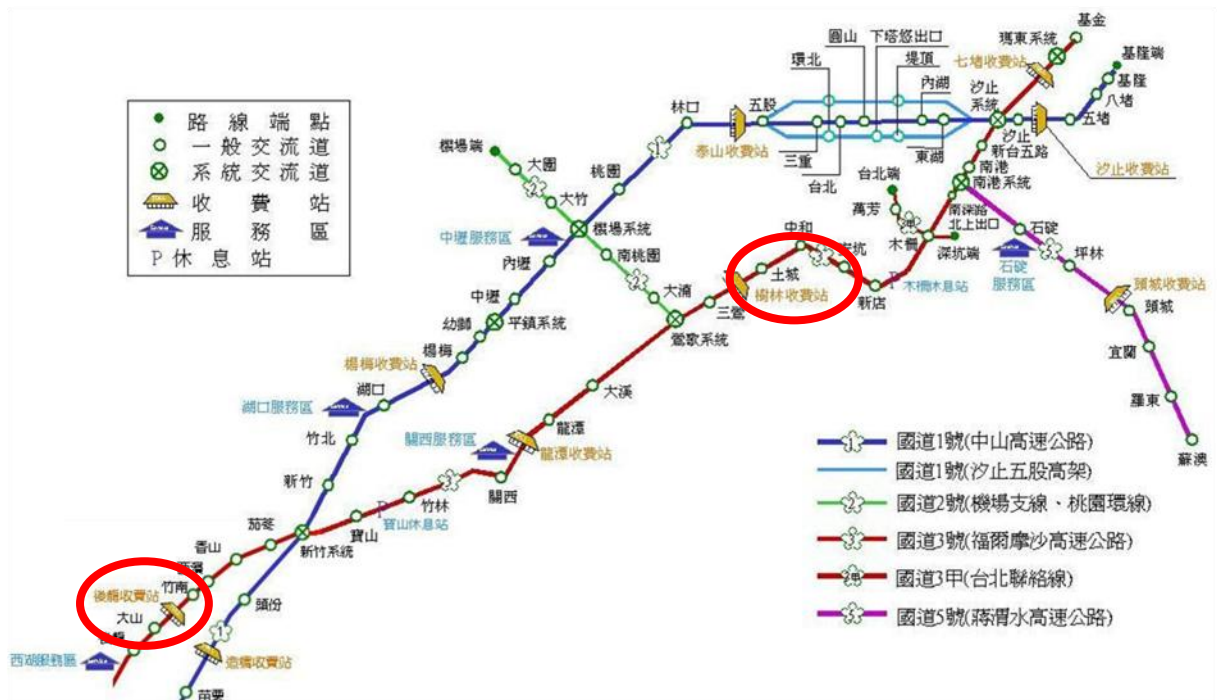 基金
瑪東系統
基隆端
七堵收費站
基隆
八堵
五堵
圓山
下塔悠出口
環北
堤頂
內湖
汐止
系統
林口
五股
泰山收費站
三重
台北
東湖
汐止
新台五路
汐止收費站
南港
南港系統
路線端點
一般交流道
系統交流道
收費站
服務區
P休息站
機場端
大園
2
大竹
桃園
1
機場系統
中壢服務區
內壢
南桃園
2
大湳
中壢
平鎮系統
幼獅
楊梅
楊梅收費站
湖口
湖口服務區
竹北
新竹
台北端
萬芳
木柵
南深路
北上出口
深坑端
中和
3
安坑
土城
樹林收費站
三鶯
鶯歌系統
新店
P
木柵休息站
石碇
5
石碇
服務區
坪林
頭城收費站
頭城
宜蘭
羅東
蘇澳
大溪
龍潭
龍潭收費站
關西服務區
關西
3
竹林
P
寶山休息站
寶山
新竹系統
茄苳
香山
西濱
竹南
後龍收費站
大山
西湖服務區
頭份
1
造橋收費站
苗栗
1 國道1號(中山高速公路)
國道1號(汐止五股高架)
2 國道2號(機場支線、桃園環線)
3 國道3號(福爾摩沙高速公路)
3甲 國道3甲(台北聯絡線)
5 國道5號(蔣渭水高速公路)